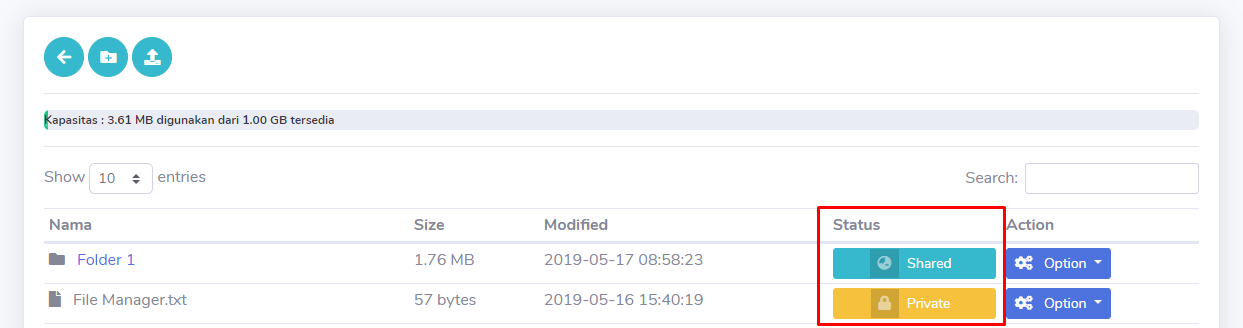 Kapasitas : 3.61 MB digunakan dari 1.00 GB tersedia
Show 10 entries Search:
Nama Size Modified Status Action
Folder 1 1.76 MB 2019-05-17 08:58:23 Shared Option
File Manager.txt 57 bytes 2019-05-16 15:40:19 Private Option